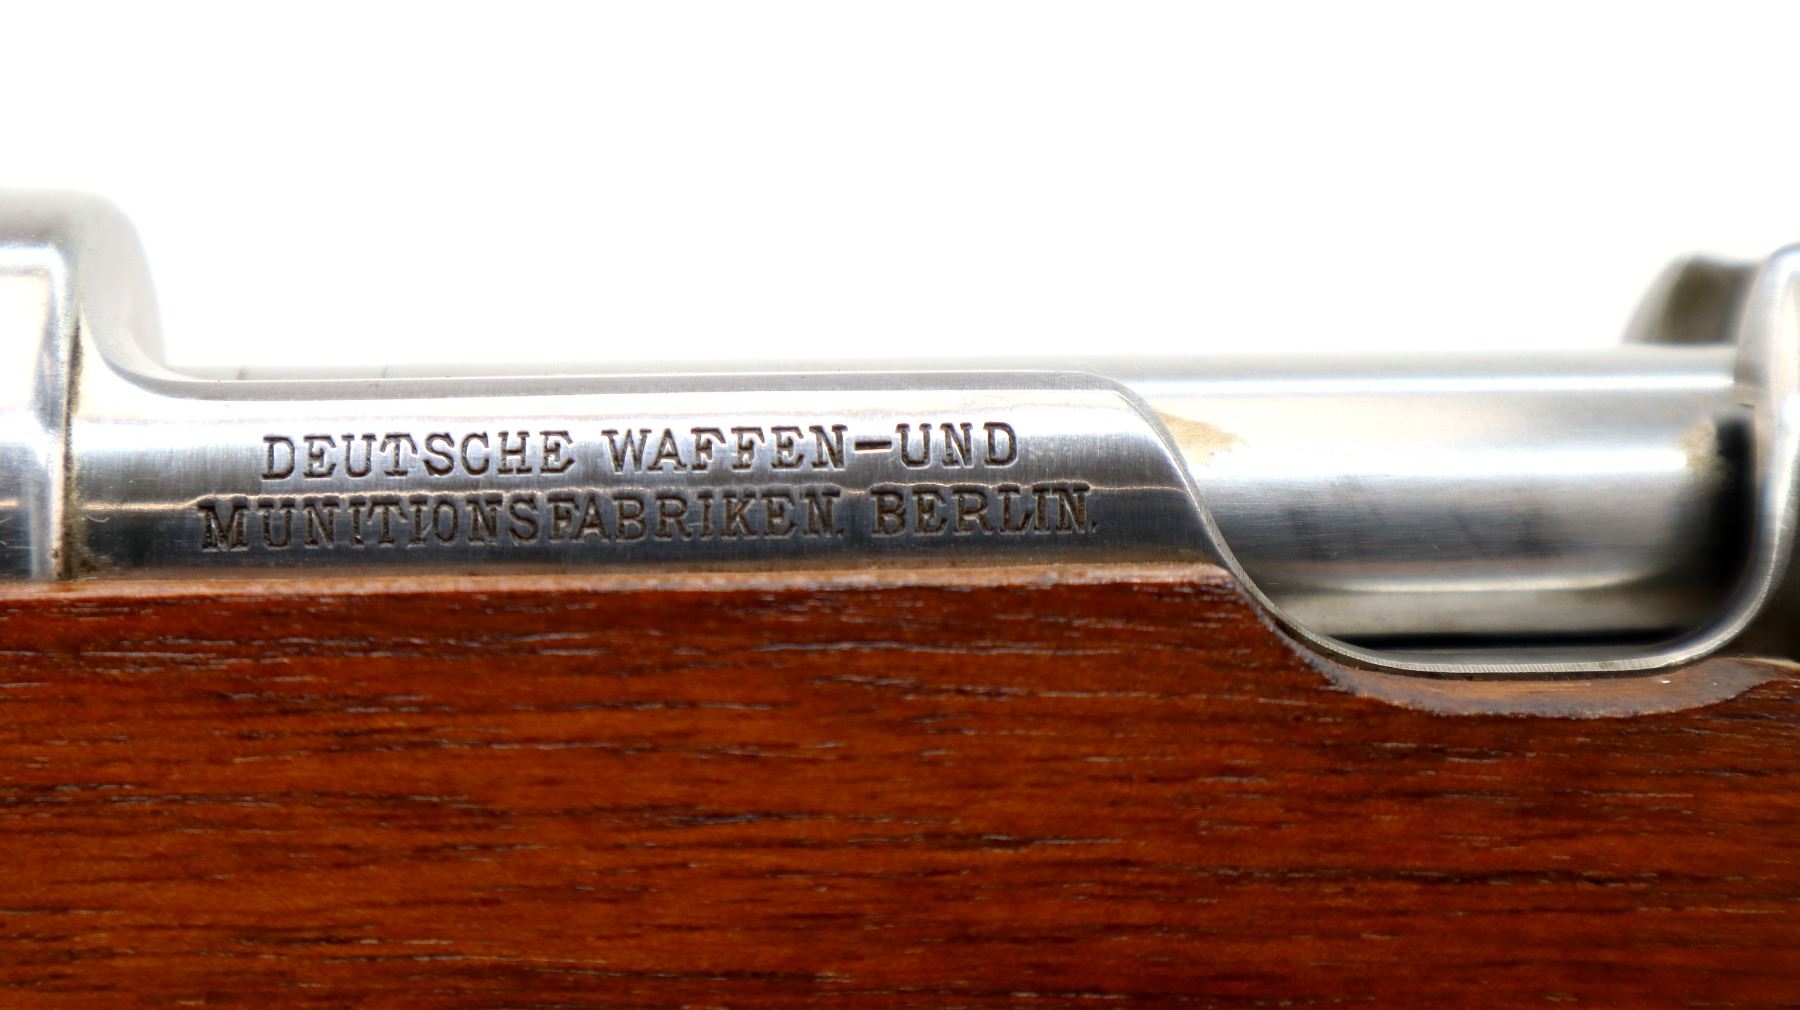 DEUTSCHE WAFFEN-UND
MUNITIONSFABRIKEN. BERLIN.